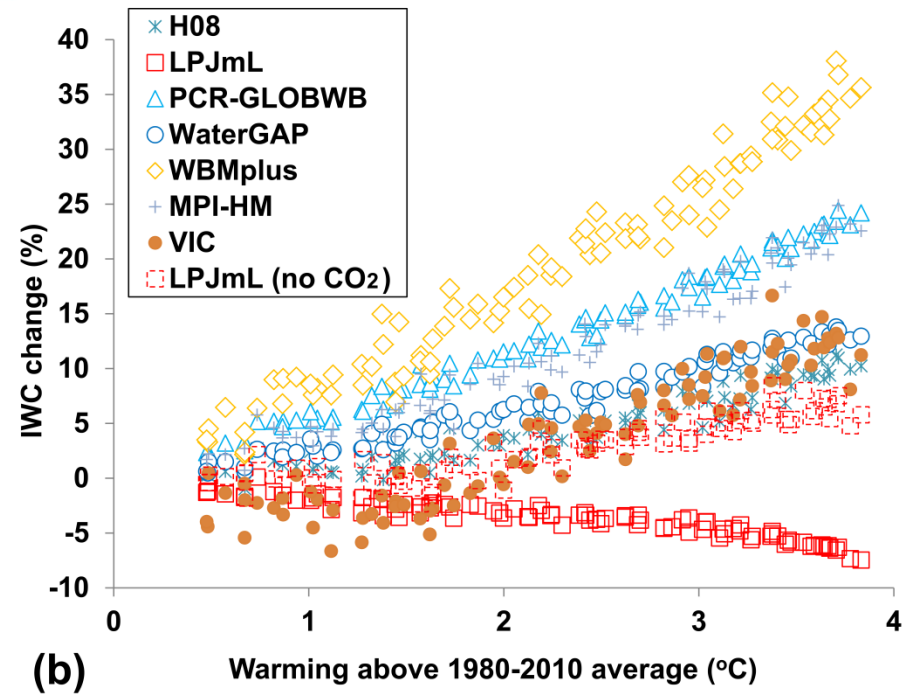 H08
LPJmL
PCR-GLOBWB
WaterGAP
WBMplus
MPI-HM
VIC
LPJmL (no CO2)
IWC change (%)
40
35
30
25
20
15
10
5
0
-5
-10
0 1 2 3 4
(b) Warming above 1980-2010 average (oC)